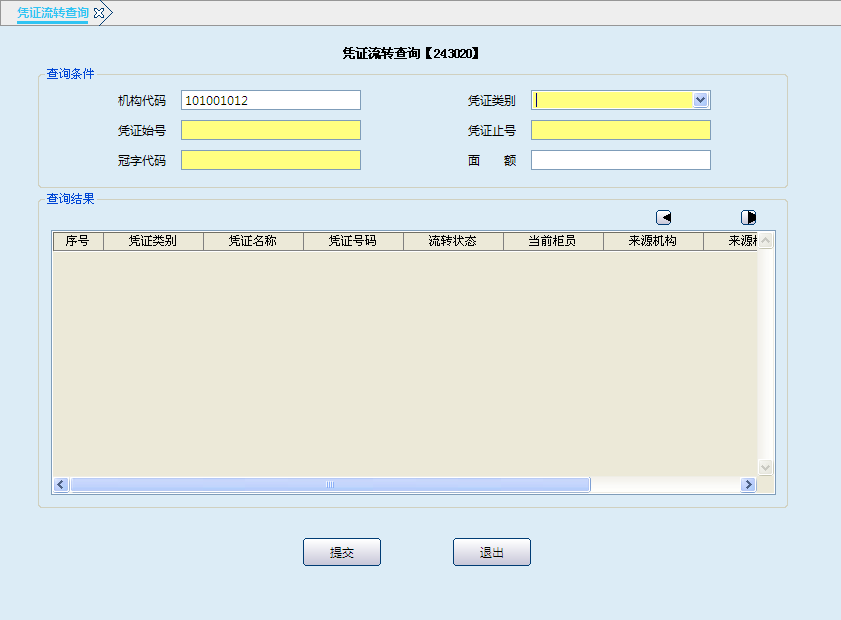 凭证流转查询
凭证流转查询【243020】
查询条件
机构代码 101001012 凭证类别
凭证始号 凭证止号
冠字代码 面 额
查询结果
序号 凭证类别 凭证名称 凭证号码 流转状态 当前柜员 来源机构 来源
提交 退出